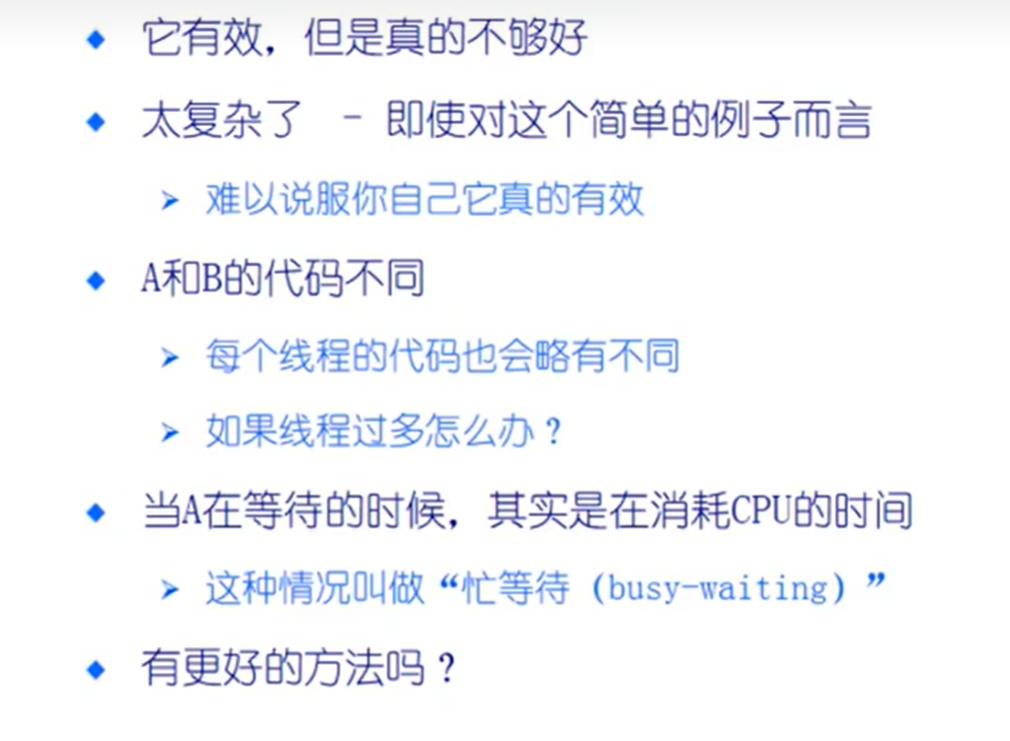 它有效，但是真的不够好
太复杂了 - 即使对这个简单的例子而言
难以说服你自己它真的有效
A和B的代码不同
每个线程的代码也会略有不同
如果线程过多怎么办？
当A在等待的时候，其实是在消耗CPU的时间
这种情况叫做“忙等待（busy-waiting）”
有更好的方法吗？